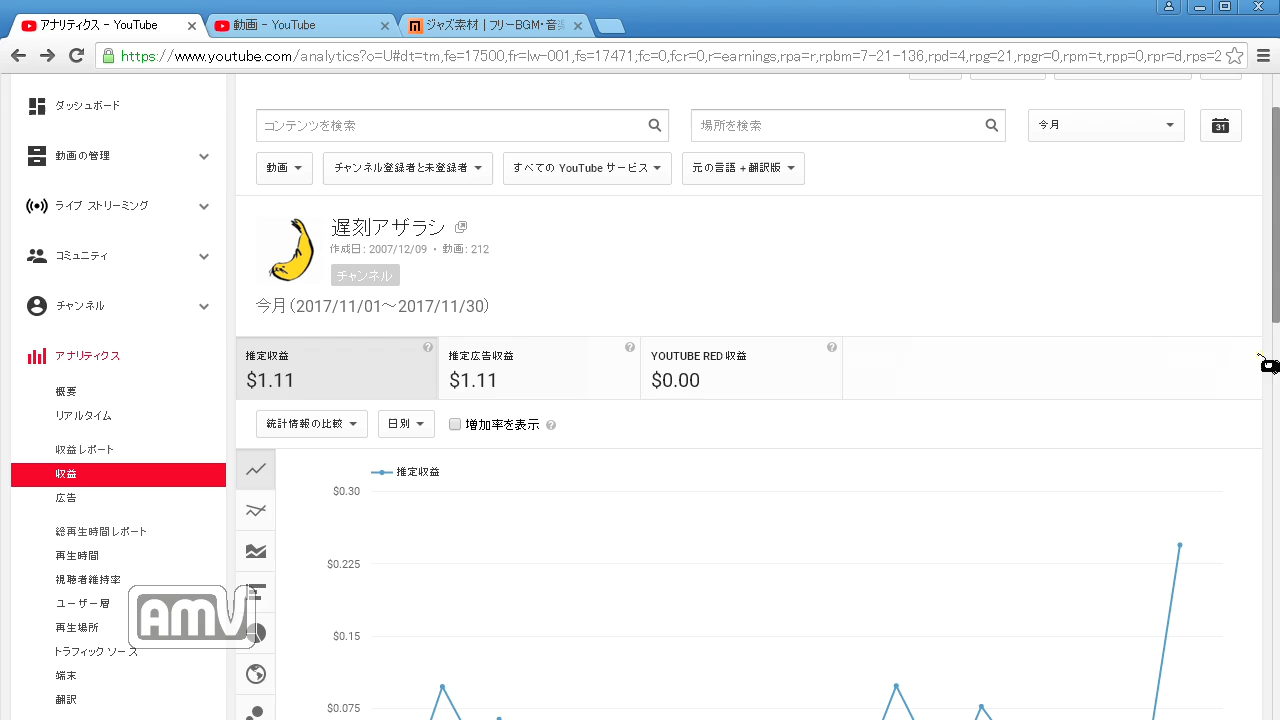 アナリティクス - YouTube
動画 - YouTube
ジャズ素材 | フリーBGM・音
https://www.youtube.com/analytics?o=U#dt=tm,fe=17500,fr=lw-001,fs=17471,fc=0,fcr=0,r=earnings,rpa=r,rpbm=7-21-136,rpd=4,rpg=21,rpgr=0,rpm=t,rpp=0,rpr=d,rps=2
ダッシュボード
動画の管理
ライブ ストリーミング
コミュニティ
チャンネル
アナリティクス
概要
リアルタイム
収益レポート
収益
広告
総再生時間レポート
再生時間
視聴者維持率
ユーザー層
再生場所
トラフィック ソース
端末
翻訳
AMV
コンテンツを検索
場所を検索
今月
31
動画
チャンネル登録者と未登録者
すべての YouTube サービス
元の言語 + 翻訳版
遅刻アザラシ
作成日: 2007/12/09 ・ 動画: 212
チャンネル
今月（2017/11/01～2017/11/30）
推定収益
?
$1.11
推定広告収益
?
$1.11
YOUTUBE RED 収益
?
$0.00
統計情報の比較
日別
増加率を表示
?
推定収益
$0.30
$0.225
$0.15
$0.075